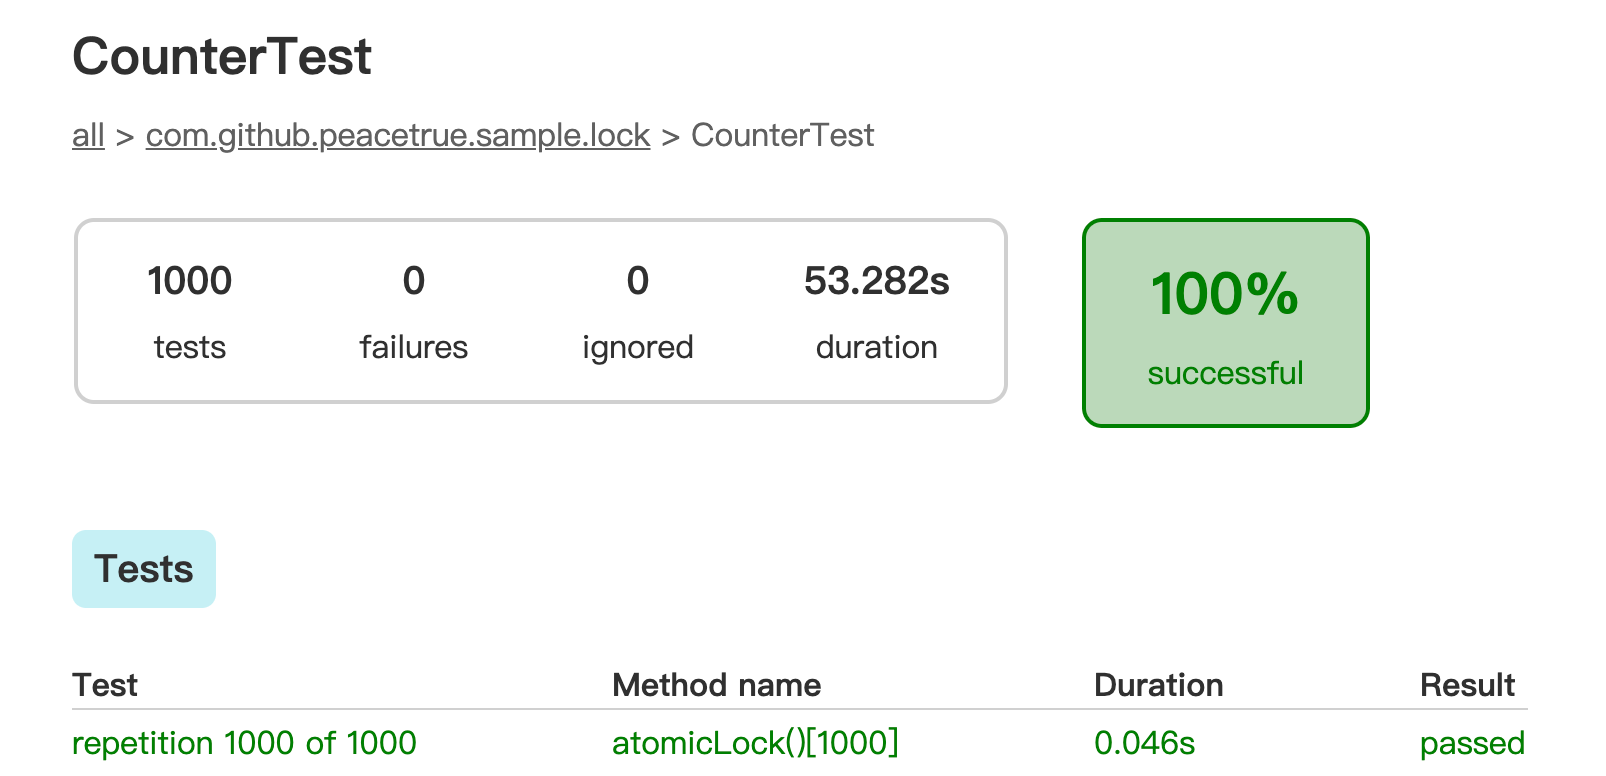 CounterTest
all > com.github.peacetrue.sample.lock > CounterTest
1000 0 0 53.282s
tests failures ignored duration
100%
successful
Tests
Test Method name Duration Result
repetition 1000 of 1000 atomicLock()[1000] 0.046s passed